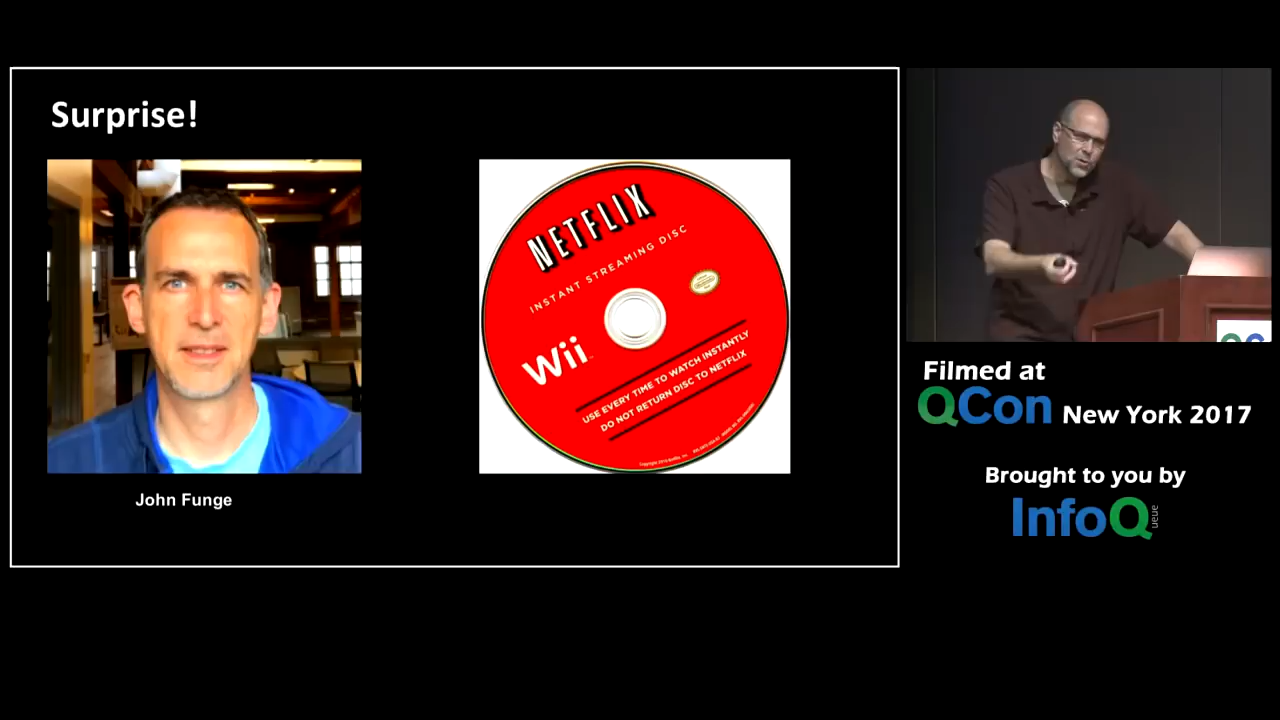 Surprise!
NETFLIX
INSTANT STREAMING DISC
Wii
USE EVERY TIME TO WATCH INSTANTLY
DO NOT RETURN DISC TO NETFLIX
John Funge
Filmed at
QCon New York 2017
Brought to you by
InfoQ
ueue